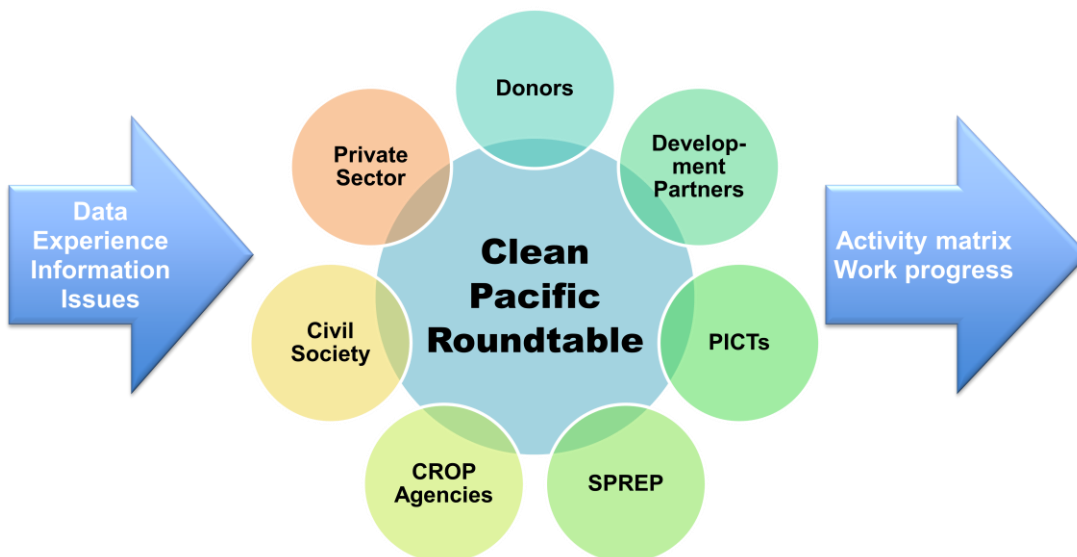 Data
Experience
Information
Issues
Donors
Private
Sector
Develop-
ment
Partners
Clean
Pacific
Roundtable
Civil
Society
PICTs
CROP
Agencies
SPREP
Activity matrix
Work progress